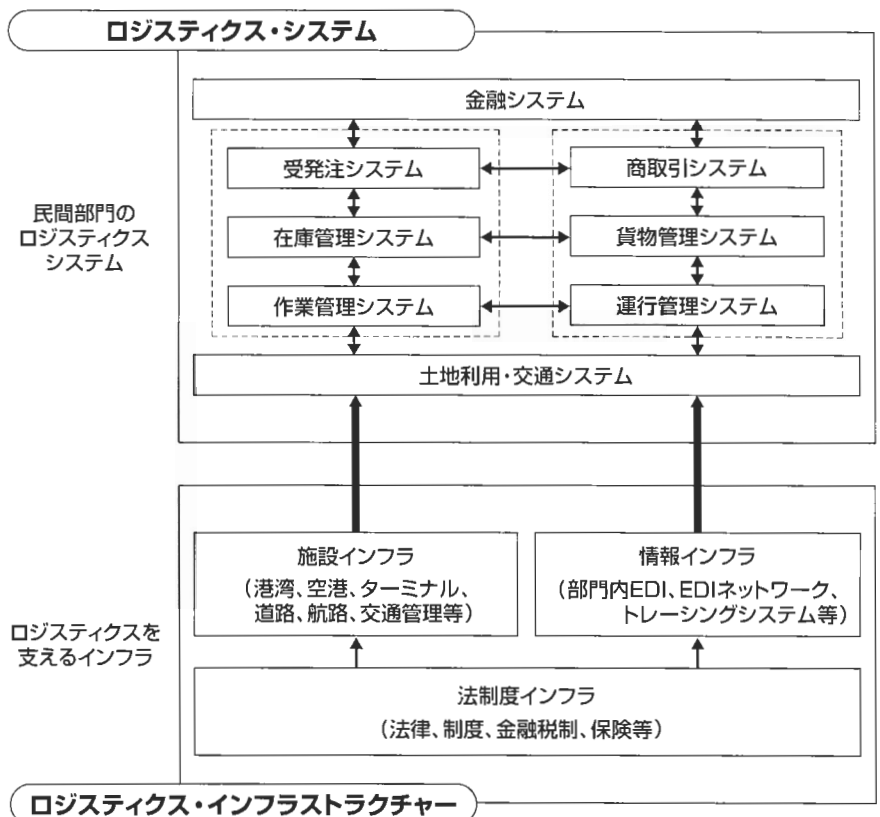 ロジスティクス・システム
金融システム
受発注システム
商取引システム
民間部門の
ロジスティクス
システム
在庫管理システム
貨物管理システム
作業管理システム
運行管理システム
土地利用・交通システム
施設インフラ
(港湾、空港、ターミナル、
道路、航路、交通管理等)
情報インフラ
(部門内EDI、EDIネットワーク、
トレーシングシステム等)
ロジスティクスを
支えるインフラ
法制度インフラ
(法律、制度、金融税制、保険等)
ロジスティクス・インフラストラクチャー